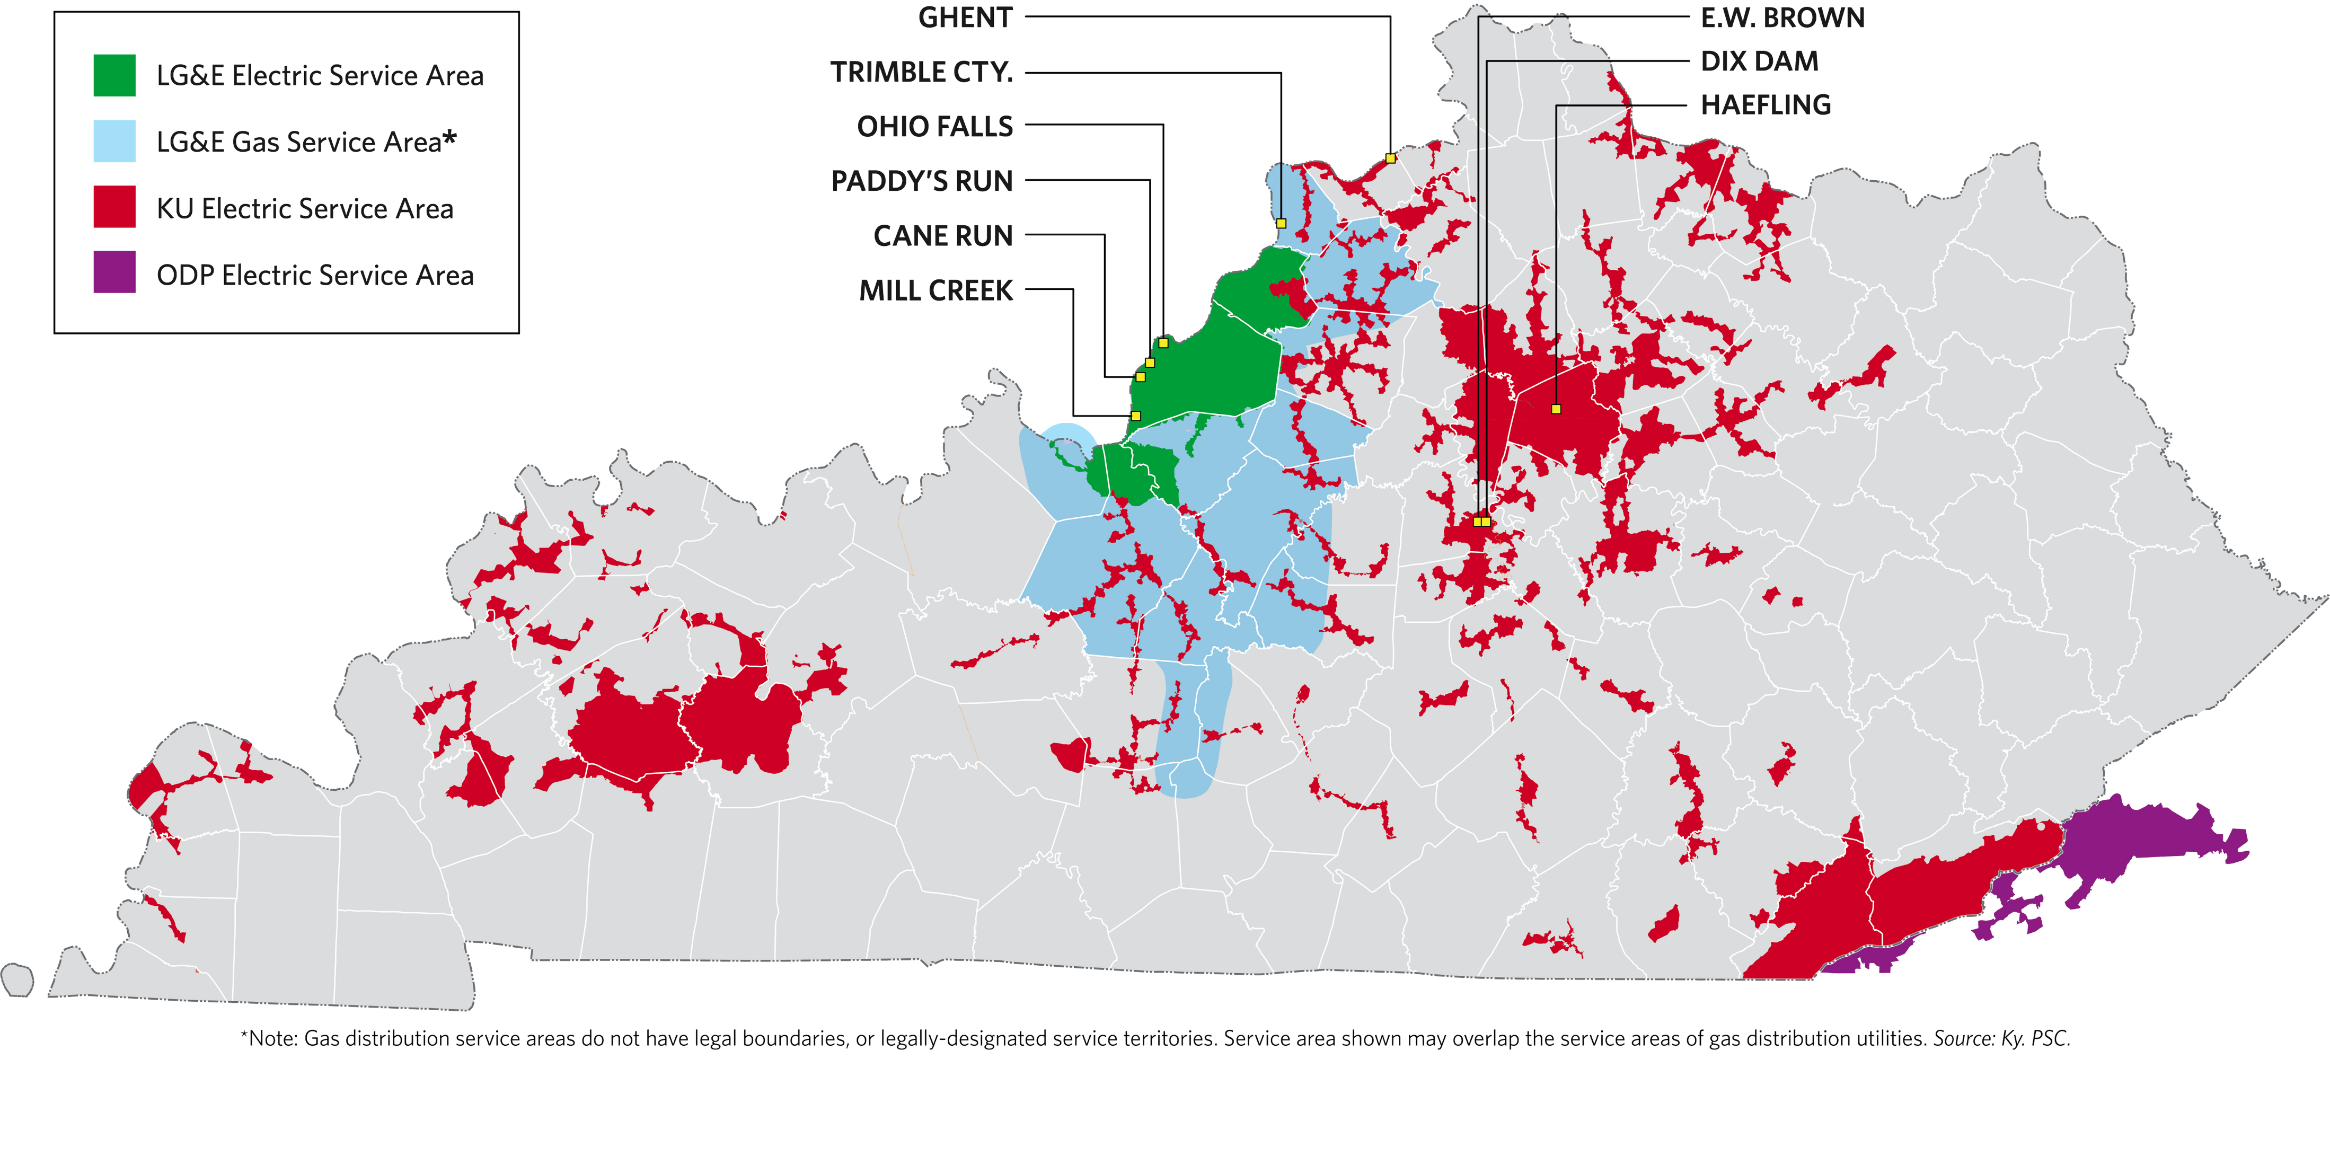 LG&E Electric Service Area
LG&E Gas Service Area*
KU Electric Service Area
ODP Electric Service Area
GHENT
TRIMBLE CTY.
OHIO FALLS
PADDY’S RUN
CANE RUN
MILL CREEK
E.W. BROWN
DIX DAM
HAEFLING
*Note: Gas distribution service areas do not have legal boundaries, or legally-designated service territories. Service area shown may overlap the service areas of gas distribution utilities. Source: Ky. PSC.